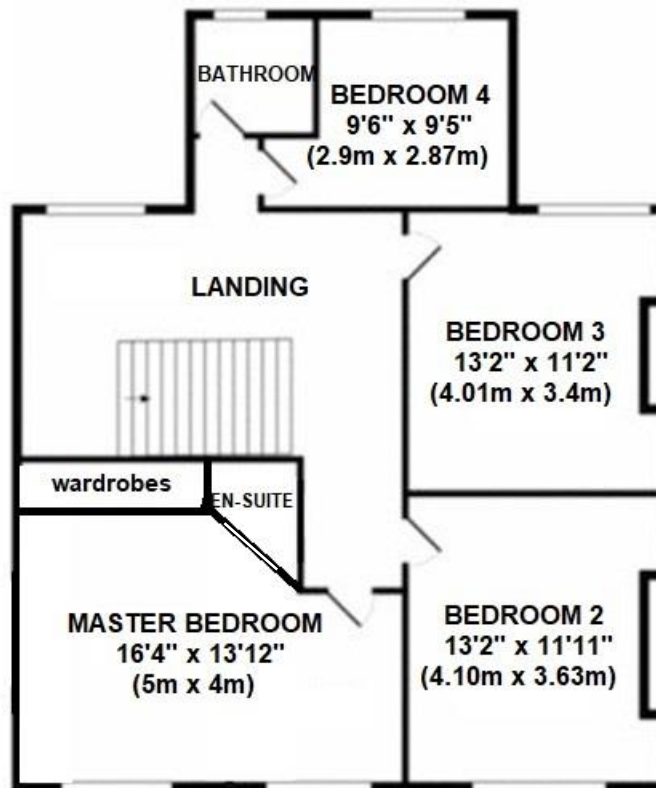 BATHROOM
BEDROOM 4
9'6" x 9'5"
(2.9m x 2.87m)
LANDING
BEDROOM 3
13'2" x 11'2"
(4.01m x 3.4m)
wardrobes
EN-SUITE
MASTER BEDROOM
16'4" x 13'12"
(5m x 4m)
BEDROOM 2
13'2" x 11'11"
(4.10m x 3.63m)